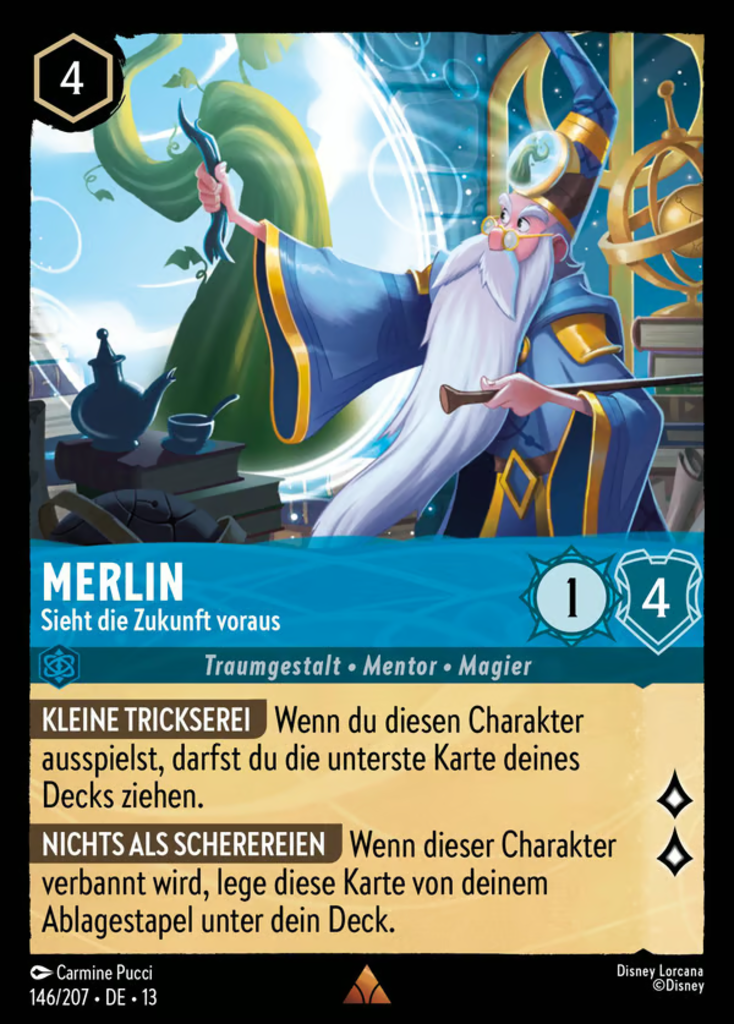 4
MERLIN
Sieht die Zukunft voraus
1
4
Traumgestalt • Mentor • Magier
KLEINE TRICKSEREI Wenn du diesen Charakter
ausspielst, darfst du die unterste Karte deines
Decks ziehen.
NICHTS ALS SCHEREREIEN Wenn dieser Charakter
verbannt wird, lege diese Karte von deinem
Ablagestapel unter dein Deck.
Carmine Pucci
146/207 • DE • 13
Disney Lorcana
©Disney